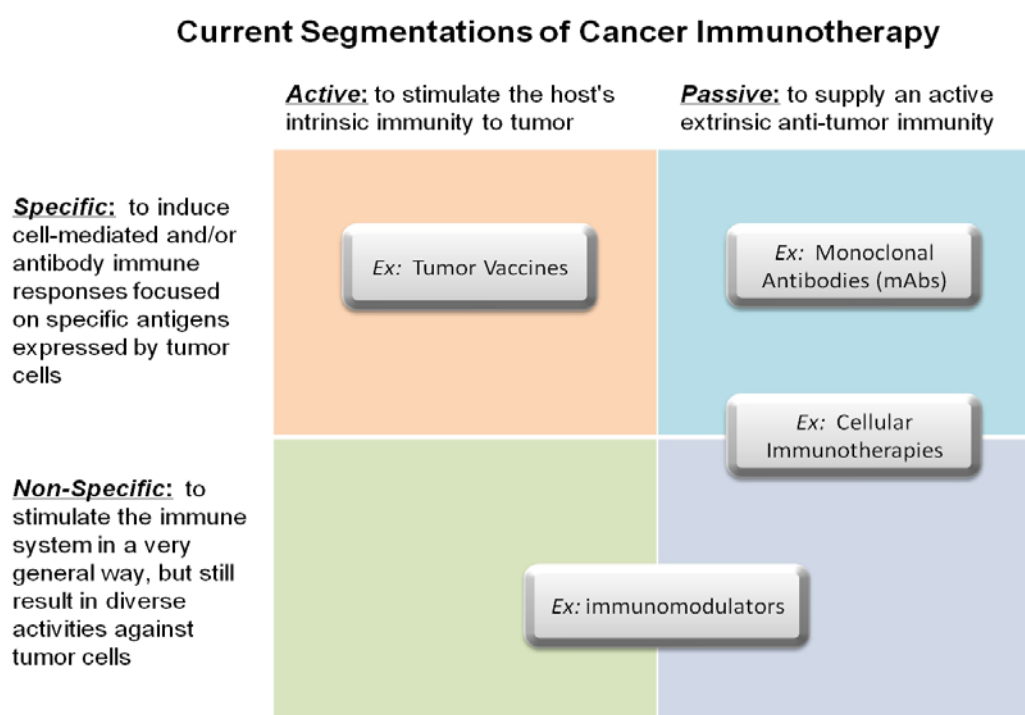 Current Segmentations of Cancer Immunotherapy
Active: to stimulate the host's
intrinsic immunity to tumor
Passive: to supply an active
extrinsic anti-tumor immunity
Specific: to induce
cell-mediated and/or
antibody immune
responses focused
on specific antigens
expressed by tumor
cells
Ex: Tumor Vaccines
Ex: Monoclonal
Antibodies (mAbs)
Ex: Cellular
Immunotherapies
Non-Specific: to
stimulate the immune
system in a very
general way, but still
result in diverse
activities against
tumor cells
Ex: immunomodulators